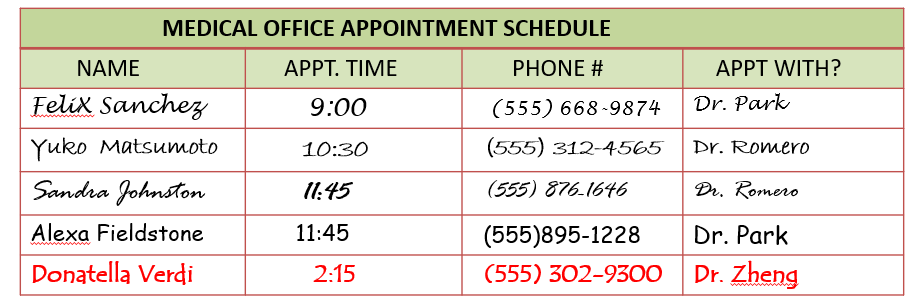 MEDICAL OFFICE APPOINTMENT SCHEDULE
NAME APPT. TIME PHONE # APPT WITH?
FeliX Sanchez 9:00 (555) 668-9874 Dr. Park
Yuko Matsumoto 10:30 (555) 312-4565 Dr. Romero
Sandra Johnston 11:45 (555) 876-1646 Dr. Romero
Alexa Fieldstone 11:45 (555)895-1228 Dr. Park
Donatella Verdi 2:15 (555) 302-9300 Dr. Zheng